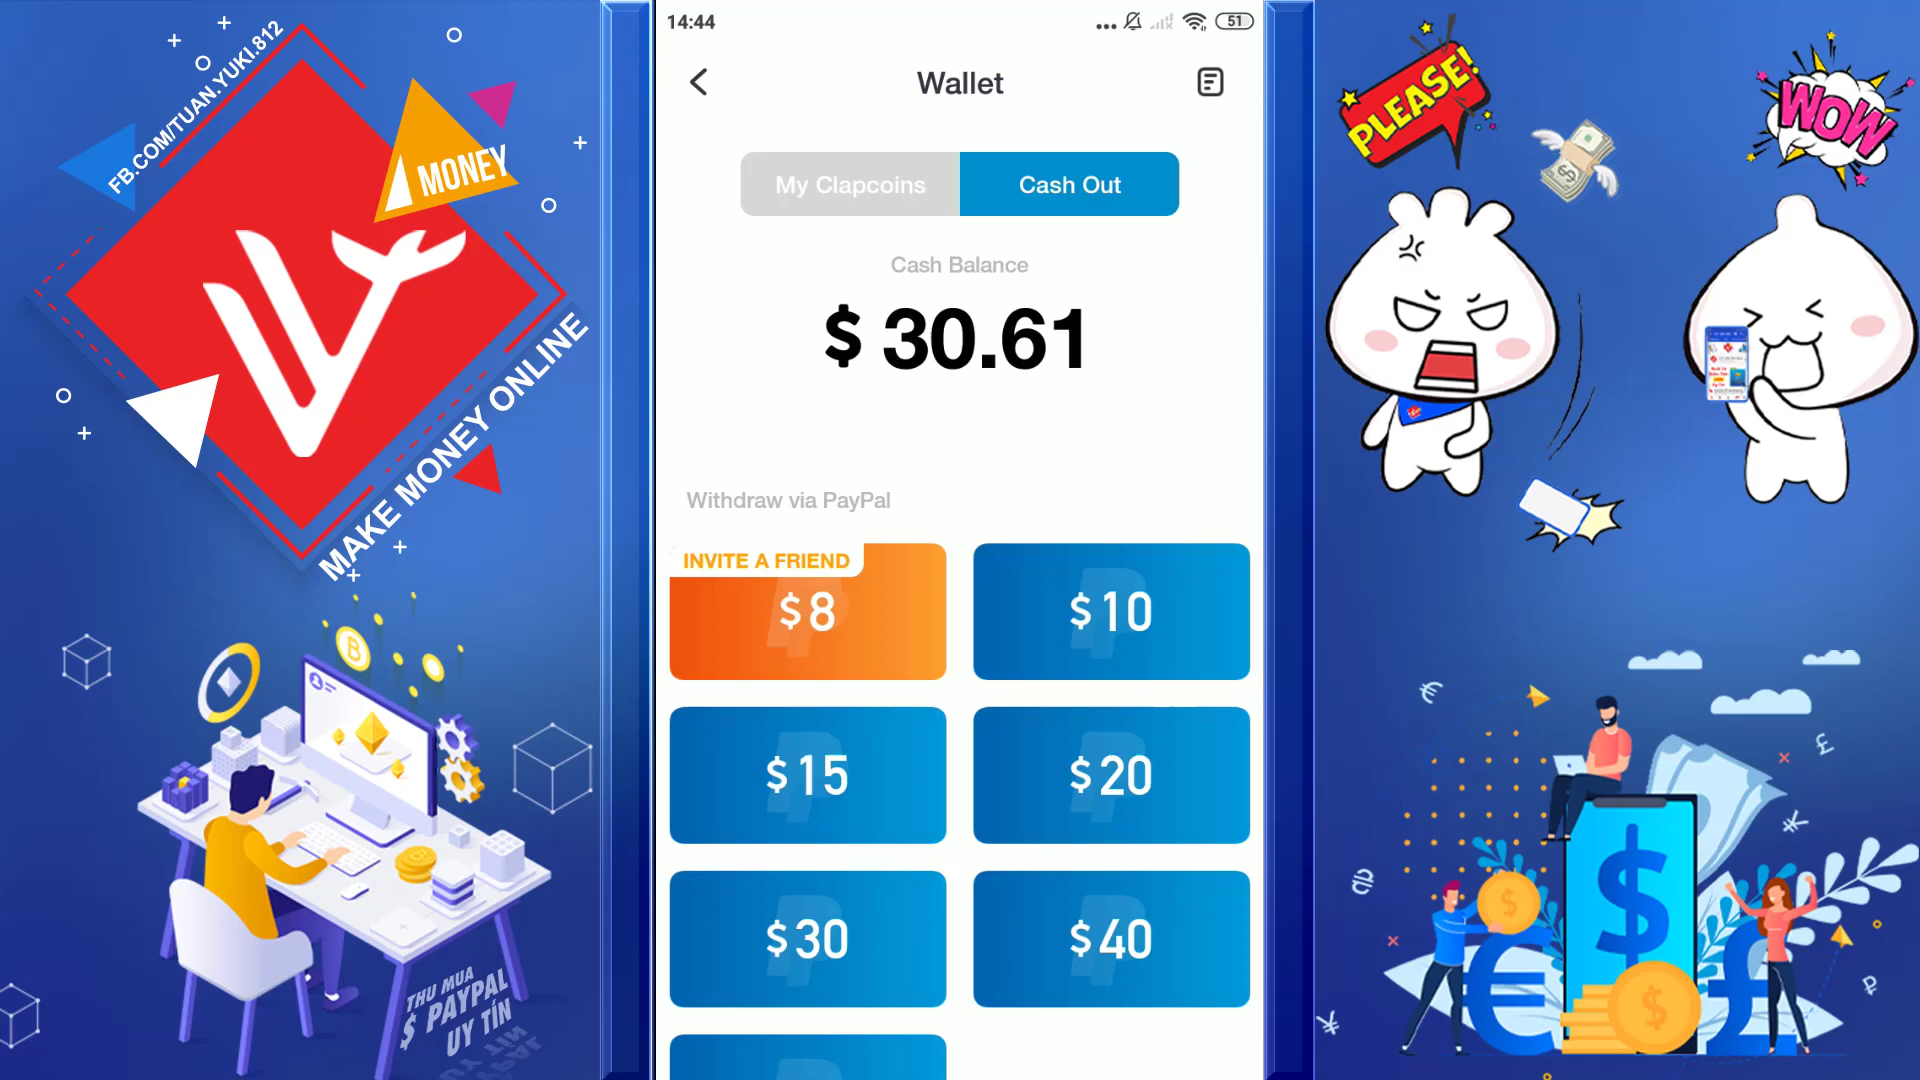 FB.COM/TUAN.YUKI.812
MONEY
MAKE MONEY ONLINE
THU MUA
$ PAYPAL
UY TÍN
14:44
51
Wallet
My Clapcoins
Cash Out
Cash Balance
$ 30.61
Withdraw via PayPal
INVITE A FRIEND
$8
$10
$15
$20
$30
$40
PLEASE!
WOW